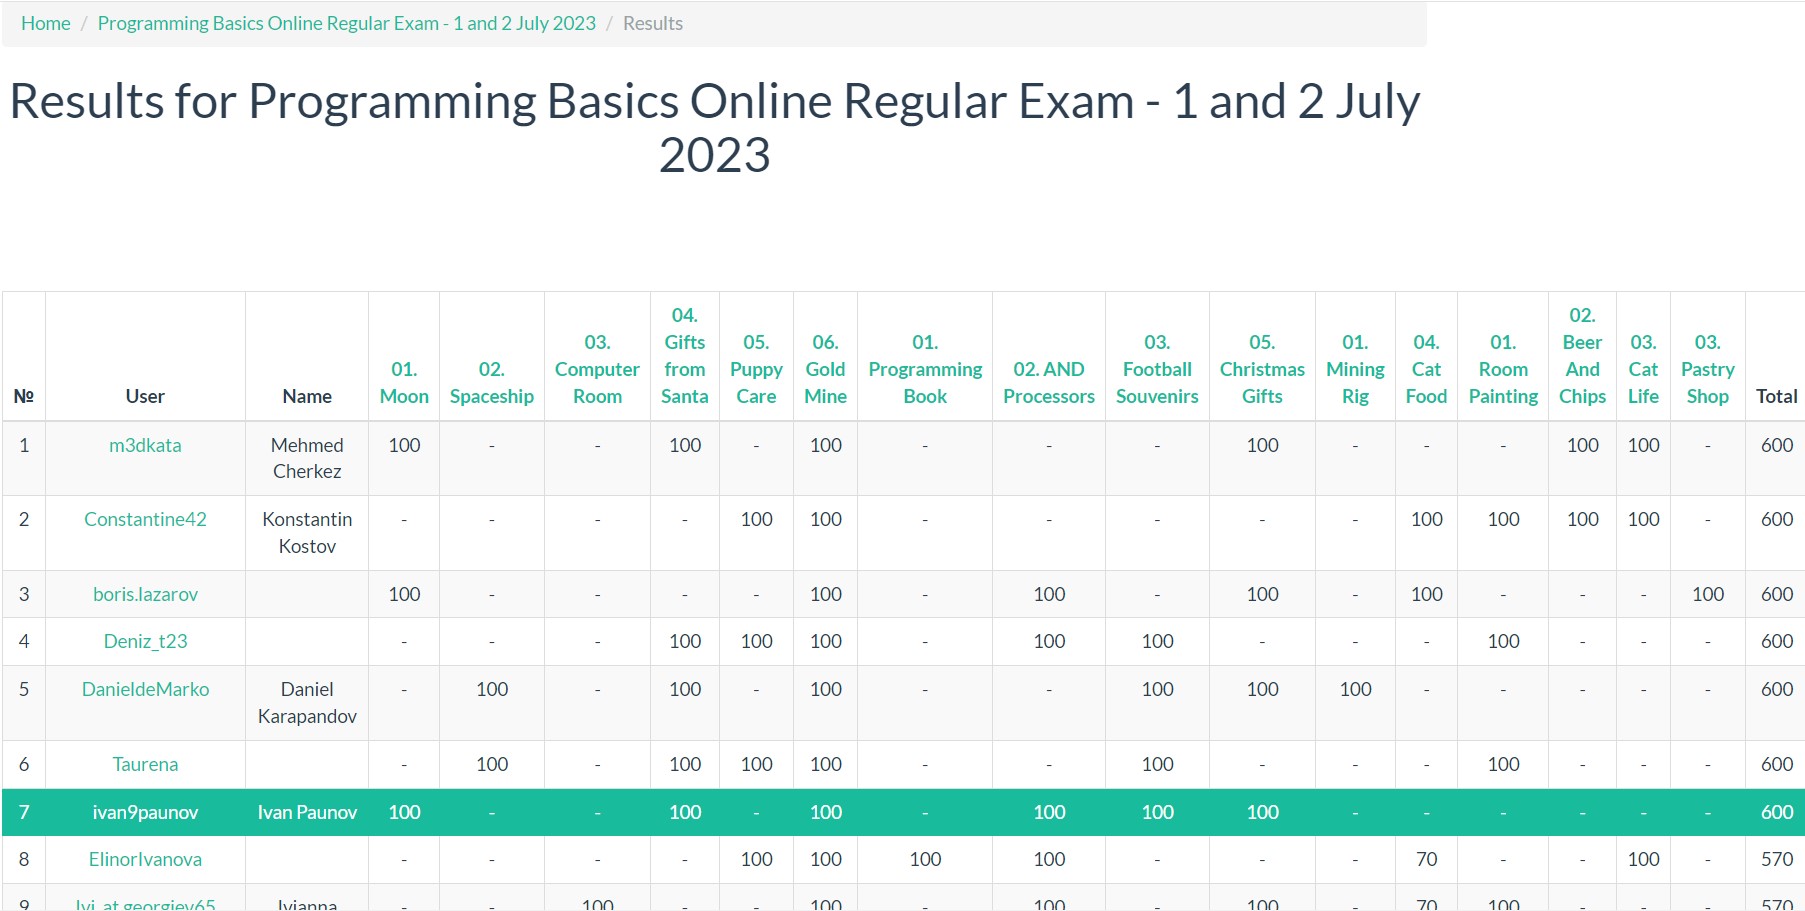 Home / Programming Basics Online Regular Exam - 1 and 2 July 2023 / Results
Results for Programming Basics Online Regular Exam - 1 and 2 July
2023
№ User Name 01. Moon 02. Spaceship 03. Computer Room 04. Gifts from Santa 05. Puppy Care 06. Gold Mine 01. Programming Book 02. AND Processors 03. Football Souvenirs 05. Christmas Gifts 01. Mining Rig 04. Cat Food 01. Room Painting 02. Beer And Chips 03. Cat Life 03. Pastry Shop Total
1 m3dkata Mehmed Cherkez 100 - - 100 - 100 - - - 100 - - - 100 100 - 600
2 Constantine42 Konstantin Kostov - - - - 100 100 - - - - - 100 100 100 100 - 600
3 boris.lazarov 100 - - - - 100 - 100 - 100 - 100 - - - 100 600
4 Deniz_t23 - - - 100 100 100 - 100 100 - - - 100 - - - 600
5 DanieldeMarko Daniel Karapandov - 100 - 100 - 100 - - 100 100 100 - - - - - 600
6 Taurena - 100 - 100 100 100 - - 100 - - - 100 - - - 600
7 ivan9paunov Ivan Paunov 100 - - 100 - 100 - 100 100 100 - - - - - - 600
8 ElinorIvanova - - - - 100 100 100 100 - - - 70 - - 100 - 570
9 Ivi_at_georgiev65 Ivianna - - 100 - - 100 - 100 - 100 - 70 100 - - - 570